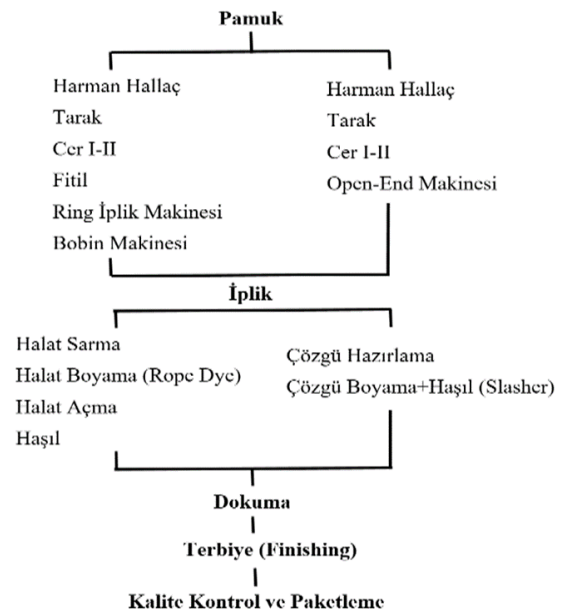 Pamuk
Harman Hallaç
Tarak
Cer I-II
Fitil
Ring İplik Makinesi
Bobin Makinesi
Harman Hallaç
Tarak
Cer I-II
Open-End Makinesi
İplik
Halat Sarma
Halat Boyama (Rope Dye)
Halat Açma
Haşıl
Çözgü Hazırlama
Çözgü Boyama+Haşıl (Slasher)
Dokuma
Terbiye (Finishing)
Kalite Kontrol ve Paketleme